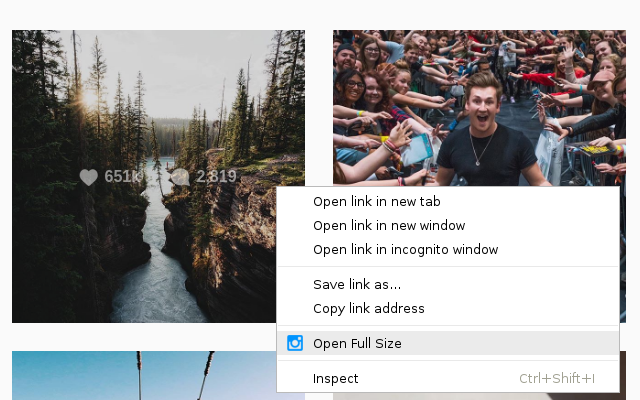 651k 2,819
Open link in new tab
Open link in new window
Open link in incognito window
Save link as...
Copy link address
Open Full Size
Inspect Ctrl+Shift+I